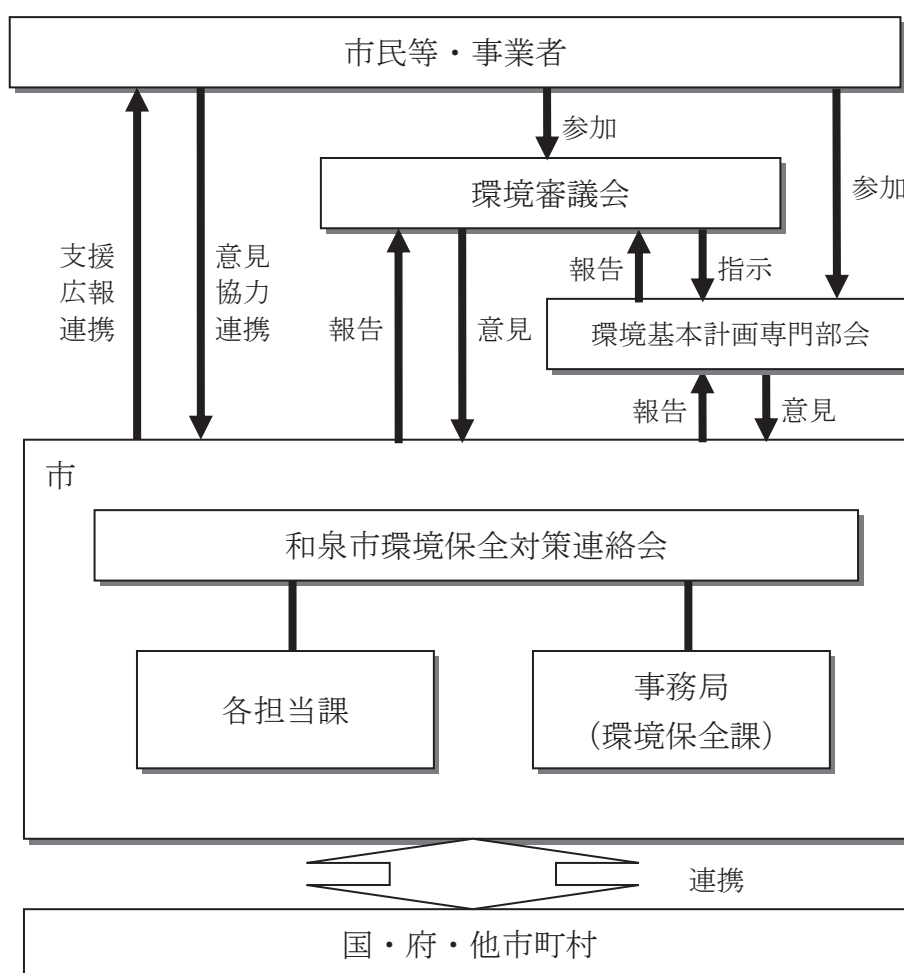 市民等・事業者
参加
環境審議会
参加
支援
広報
連携
意見
協力
連携
報告
意見
報告
指示
環境基本計画専門部会
報告
意見
市
和泉市環境保全対策連絡会
各担当課
事務局
（環境保全課）
連携
国・府・他市町村